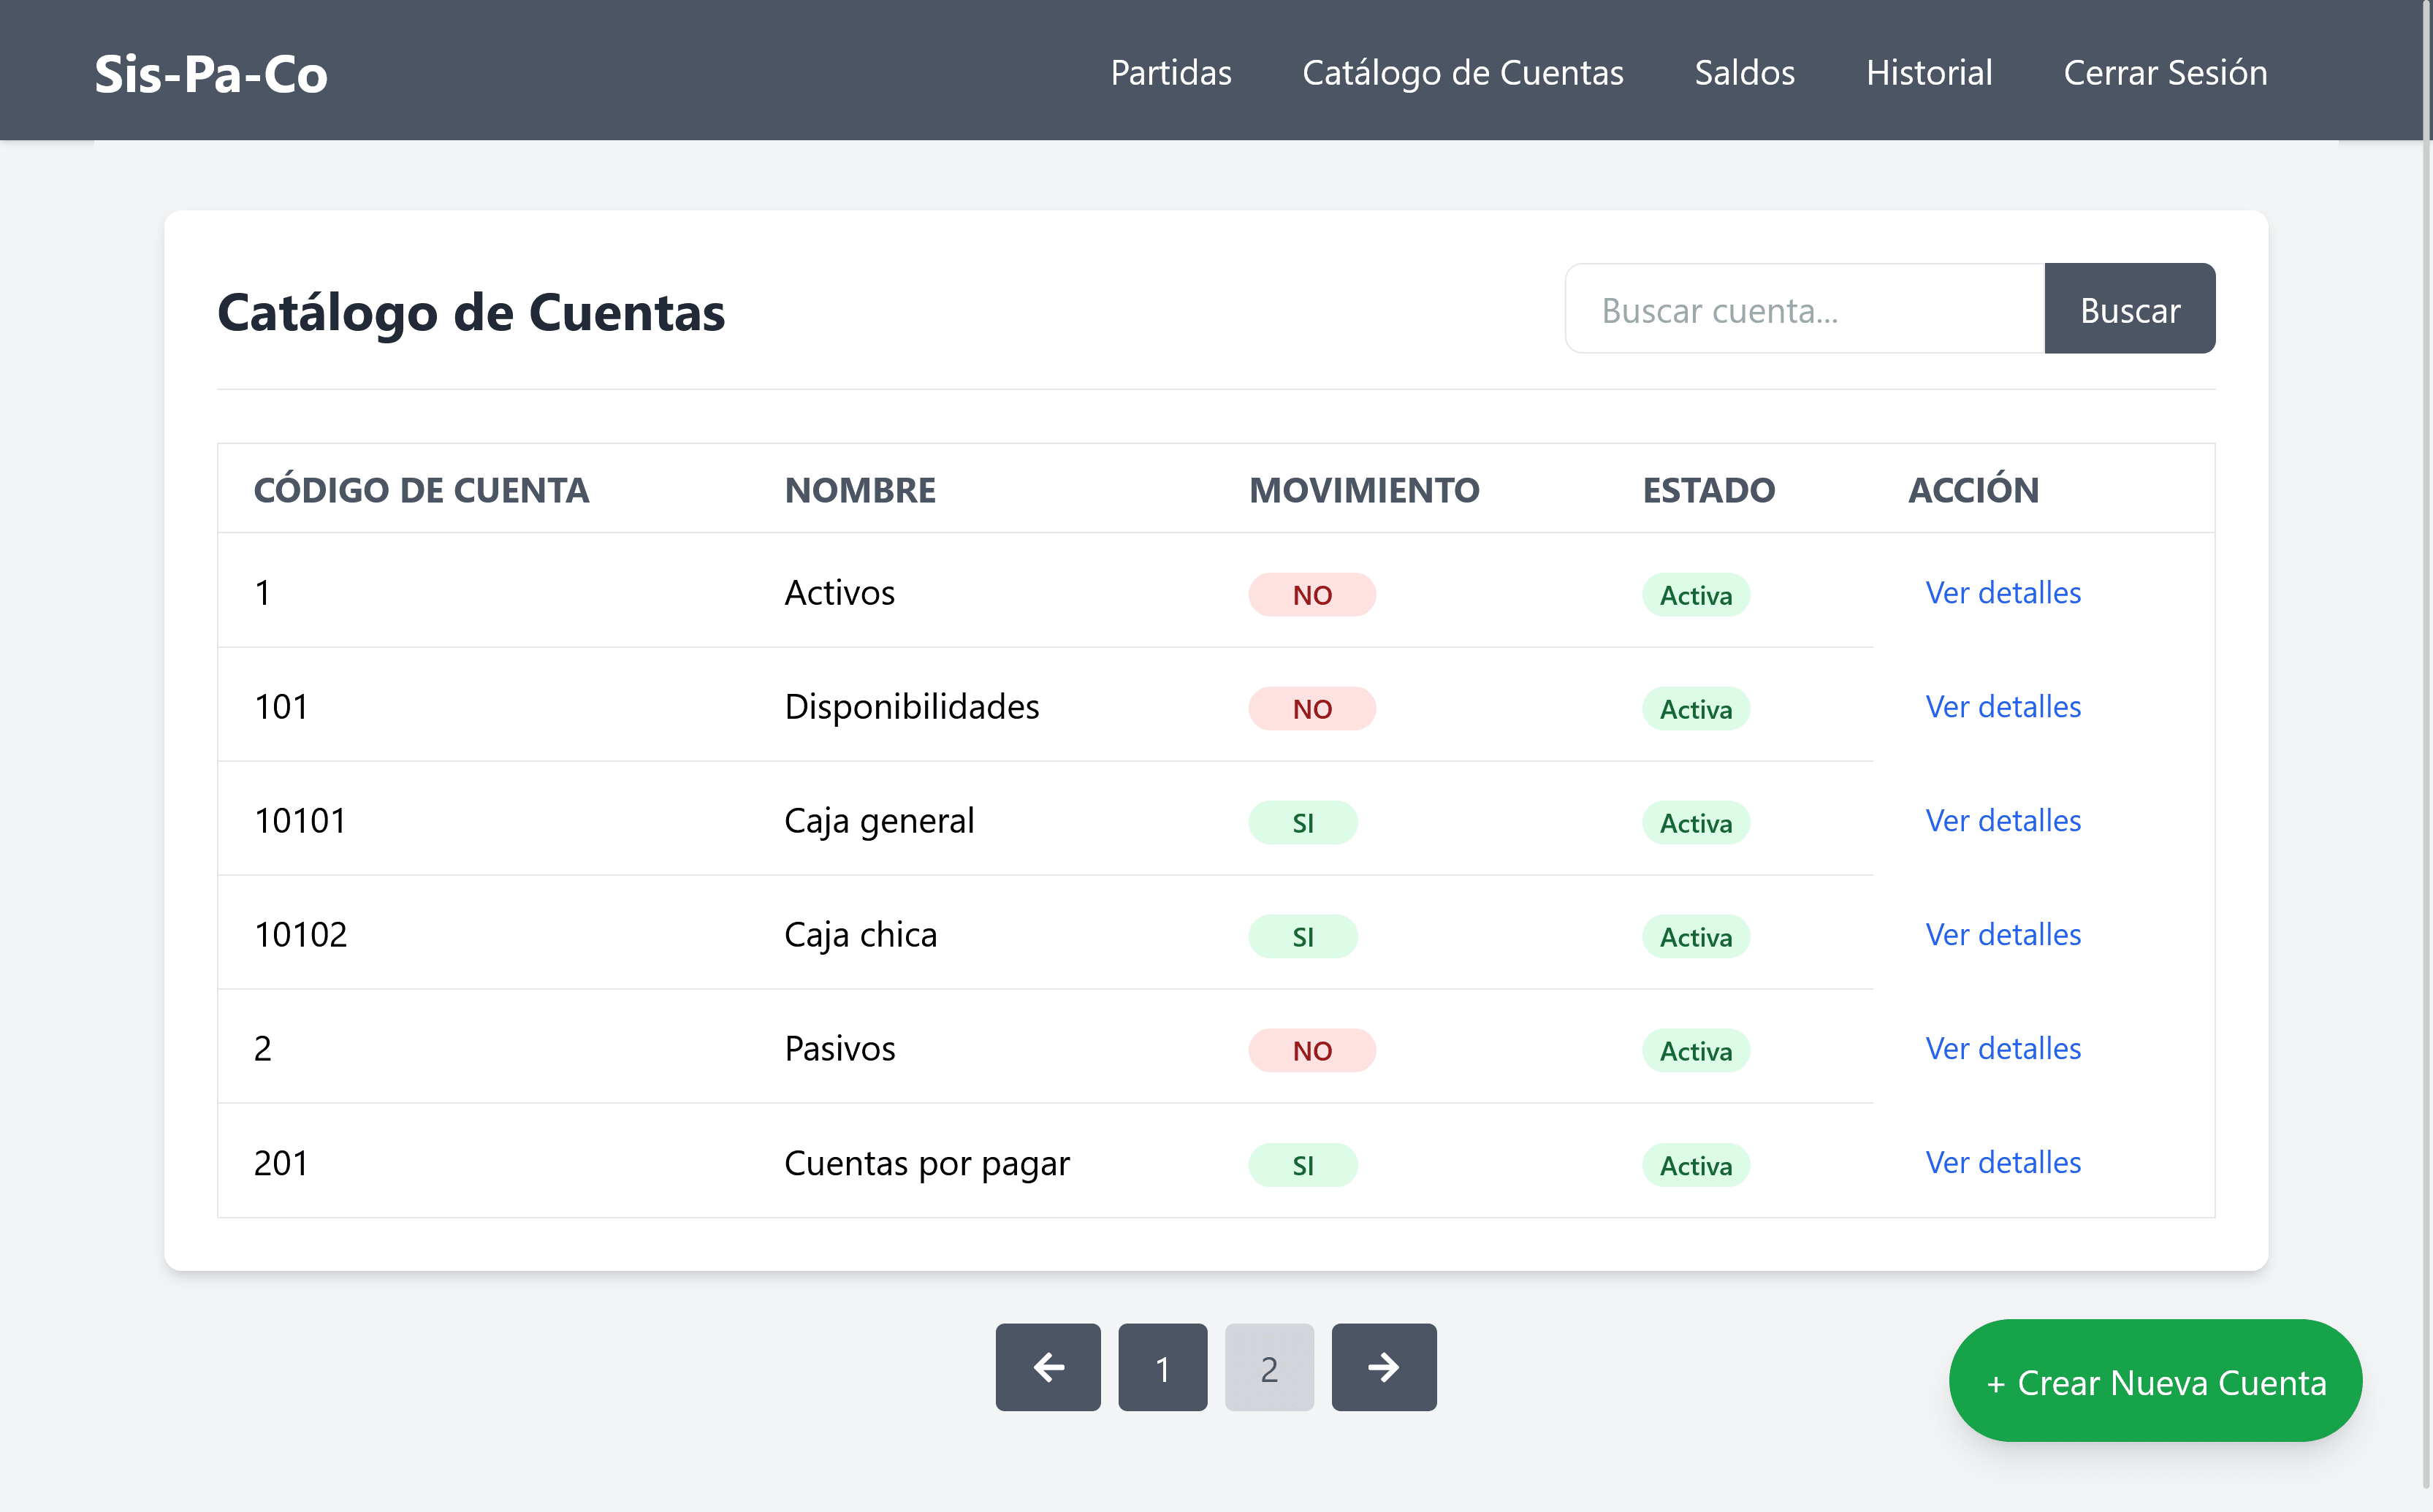 Sis-Pa-Co Partidas Catálogo de Cuentas Saldos Historial Cerrar Sesión
Catálogo de Cuentas Buscar cuenta... Buscar
CÓDIGO DE CUENTA NOMBRE MOVIMIENTO ESTADO ACCIÓN
1 Activos NO Activa Ver detalles
101 Disponibilidades NO Activa Ver detalles
10101 Caja general SI Activa Ver detalles
10102 Caja chica SI Activa Ver detalles
2 Pasivos NO Activa Ver detalles
201 Cuentas por pagar SI Activa Ver detalles
1 2
+ Crear Nueva Cuenta